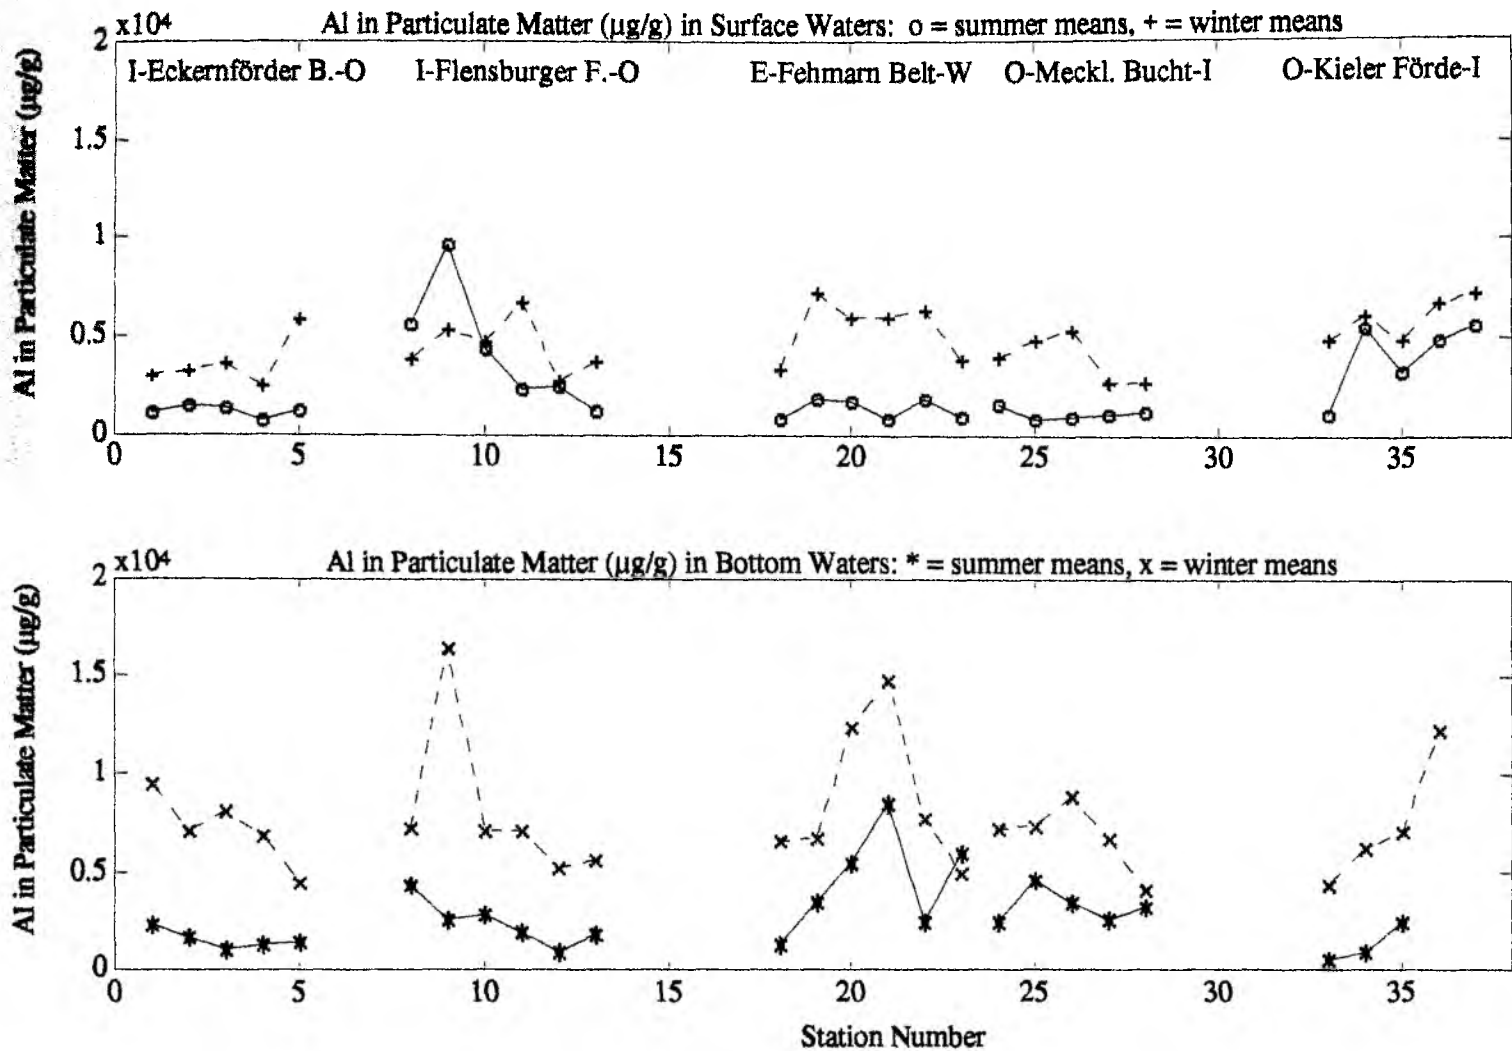 Al in Particulate Matter (µg/g) in Surface Waters: o = summer means, + = winter means
x10⁴
I-Eckernförder B.-O I-Flensburger F.-O E-Fehmarn Belt-W O-Meckl. Bucht-I O-Kieler Förde-I
Al in Particulate Matter (µg/g)
2
1.5
1
0.5
0
0 5 10 15 20 25 30 35
Al in Particulate Matter (µg/g) in Bottom Waters: * = summer means, x = winter means
x10⁴
Al in Particulate Matter (µg/g)
2
1.5
1
0.5
0
0 5 10 15 20 25 30 35
Station Number